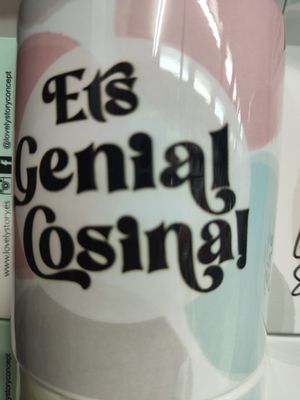 Ets
Genial
Cosina!
@lovelystoryconcept
www.lovelystory.es